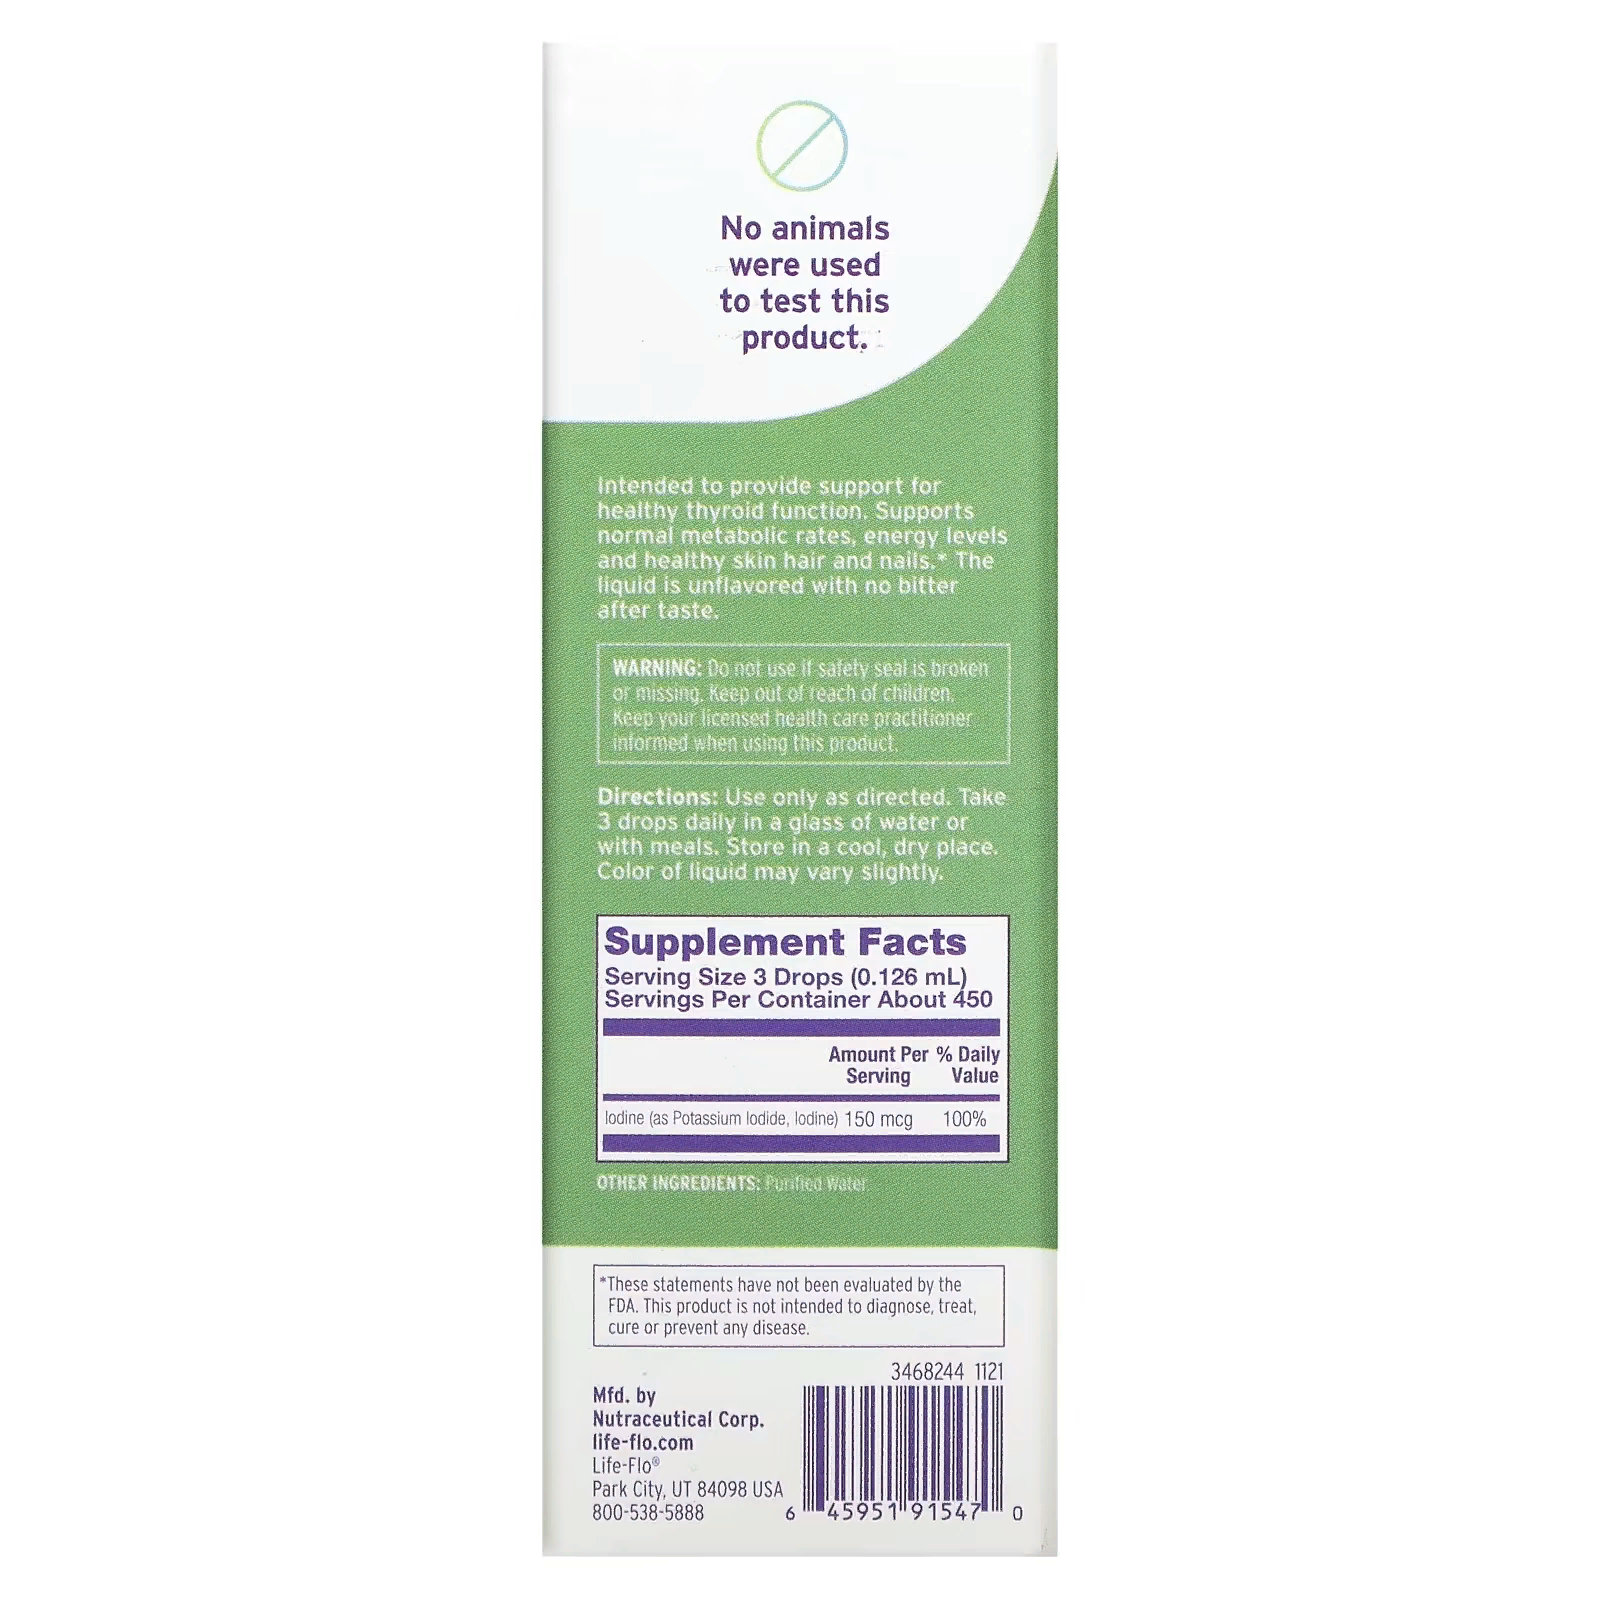 No animals
were used
to test this
product.
Intended to provide support for
healthy thyroid function. Supports
normal metabolic rates, energy levels
and healthy skin hair and nails.* The
liquid is unflavored with no bitter
after taste.
WARNING: Do not use if safety seal is broken
or missing. Keep out of reach of children.
Keep your licensed health care practitioner
informed when using this product.
Directions: Use only as directed. Take
3 drops daily in a glass of water or
with meals. Store in a cool, dry place.
Color of liquid may vary slightly.
Supplement Facts
Serving Size 3 Drops (0.126 mL)
Servings Per Container About 450
Amount Per % Daily
Serving Value
Iodine (as Potassium Iodide, Iodine) 150 mcg 100%
OTHER INGREDIENTS: Purified Water
*These statements have not been evaluated by the
FDA. This product is not intended to diagnose, treat,
cure or prevent any disease.
3468244 1121
Mfd. by
Nutraceutical Corp.
life-flo.com
Life-Flo®
Park City, UT 84098 USA
800-538-5888
6 45951 91547 0